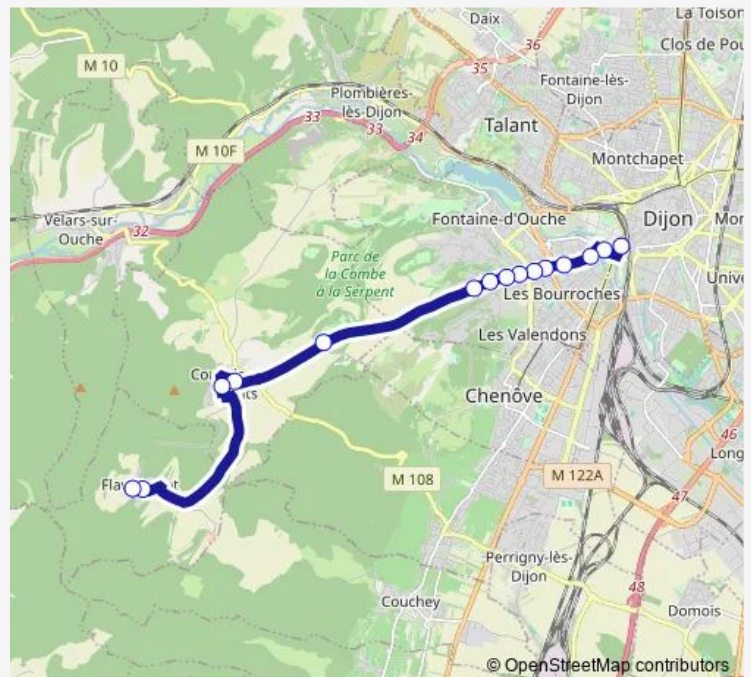 Daix
La Toison
Clos de Pou
36
35
M 10
Fontaine-lès-
Dijon
Plombières-
lès-Dijon
33
33
34
Talant
M 10F
Montchapet
Velars-sur-
Ouche
32
Fontaine-d'Ouche
Dijon
Mon
Parc de
la Combe
à la Serpent
Univ
Les Bourroches
Les Valendons
Chenôve
46
Long
M 108
M 122A
47
Perrigny-lès-
Dijon
48
Couchey
Domois
© OpenStreetMap contributors